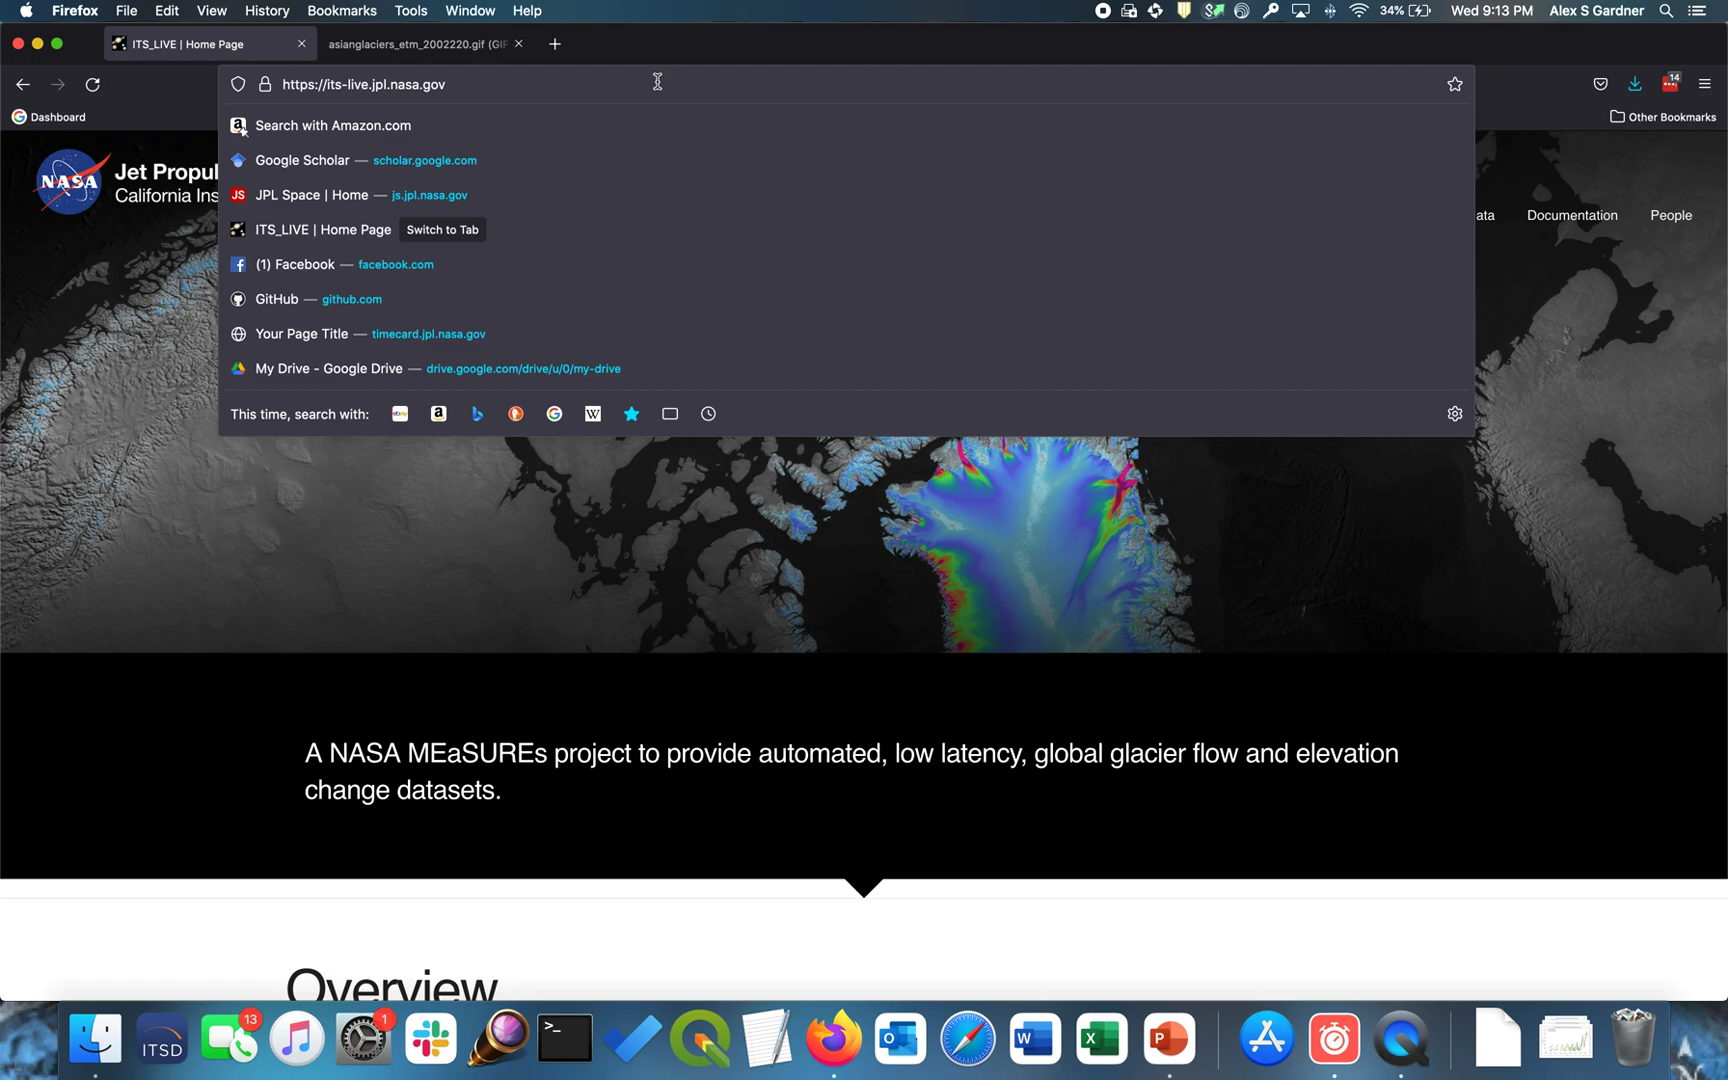 Firefox File Edit View History Bookmarks Tools Window Help 34% Wed 9:13 PM Alex S Gardner
ITS_LIVE | Home Page asianglaciers_etm_2002220.gif (GIF
https://its-live.jpl.nasa.gov 14
Dashboard Other Bookmarks
Search with Amazon.com
Google Scholar — scholar.google.com
JS JPL Space | Home — js.jpl.nasa.gov
ITS_LIVE | Home Page Switch to Tab
(1) Facebook — facebook.com
GitHub — github.com
Your Page Title — timecard.jpl.nasa.gov
My Drive - Google Drive — drive.google.com/drive/u/0/my-drive
This time, search with: ebay a W
NASA
Jet Propul
California Ins
ata Documentation People
A NASA MEaSUREs project to provide automated, low latency, global glacier flow and elevation
change datasets.
Overview
ITSD 13 1 >_ O W X P